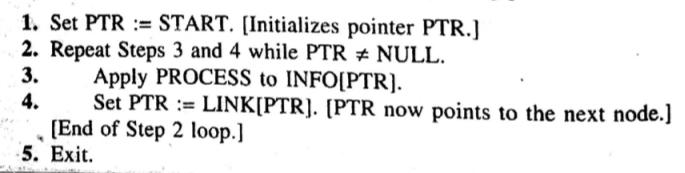 1. Set PTR := START. [Initializes pointer PTR.]
2. Repeat Steps 3 and 4 while PTR ≠ NULL.
3. Apply PROCESS to INFO[PTR].
4. Set PTR := LINK[PTR]. [PTR now points to the next node.]
[End of Step 2 loop.]
5. Exit.